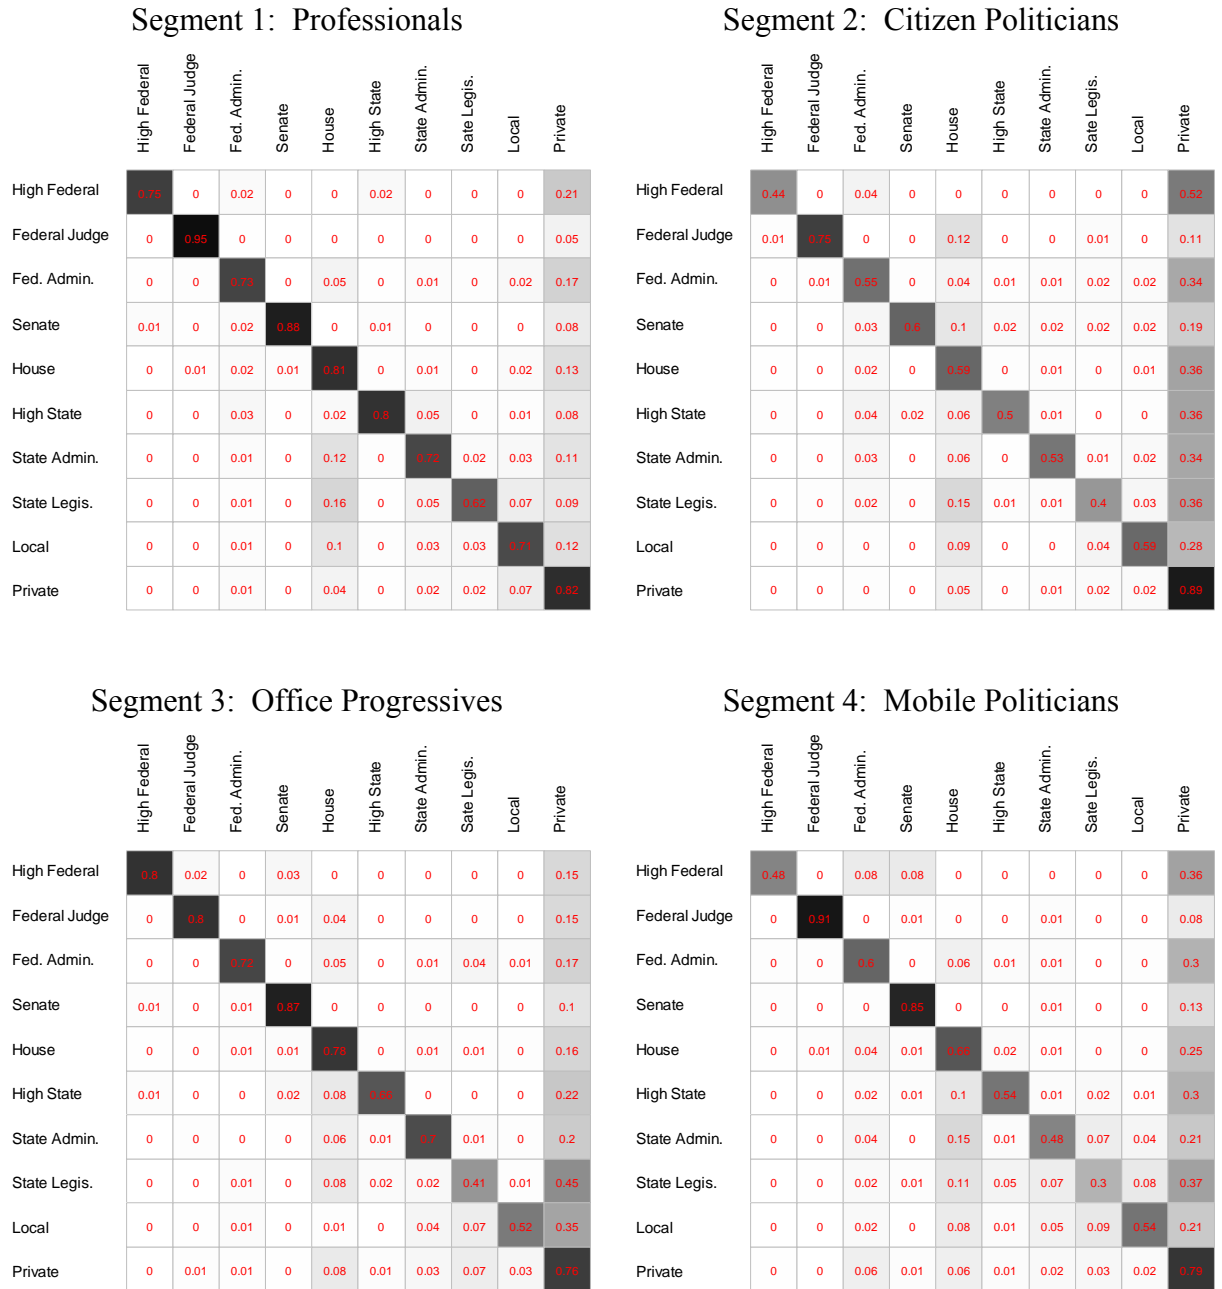 Segment 1: Professionals
High Federal
Federal Judge
Fed. Admin.
Senate
House
High State
State Admin.
Sate Legis.
Local
Private
High Federal 0.75 0 0.02 0 0 0.02 0 0 0 0.21
Federal Judge 0 0.95 0 0 0 0 0 0 0 0.05
Fed. Admin. 0 0 0.73 0 0.05 0 0.01 0 0.02 0.17
Senate 0.01 0 0.02 0.88 0 0.01 0 0 0 0.08
House 0 0.01 0.02 0.01 0.81 0 0.01 0 0.02 0.13
High State 0 0 0.03 0 0.02 0.8 0.05 0 0.01 0.08
State Admin. 0 0 0.01 0 0.12 0 0.72 0.02 0.03 0.11
State Legis. 0 0 0.01 0 0.16 0 0.05 0.62 0.07 0.09
Local 0 0 0.01 0 0.1 0 0.03 0.03 0.71 0.12
Private 0 0 0.01 0 0.04 0 0.02 0.02 0.07 0.82
Segment 2: Citizen Politicians
High Federal
Federal Judge
Fed. Admin.
Senate
House
High State
State Admin.
Sate Legis.
Local
Private
High Federal 0.44 0 0.04 0 0 0 0 0 0 0.52
Federal Judge 0.01 0.75 0 0 0.12 0 0 0.01 0 0.11
Fed. Admin. 0 0.01 0.55 0 0.04 0.01 0.01 0.02 0.02 0.34
Senate 0 0 0.03 0.6 0.1 0.02 0.02 0.02 0.02 0.19
House 0 0 0.02 0 0.59 0 0.01 0 0.01 0.36
High State 0 0 0.04 0.02 0.06 0.5 0.01 0 0 0.36
State Admin. 0 0 0.03 0 0.06 0 0.53 0.01 0.02 0.34
State Legis. 0 0 0.02 0 0.15 0.01 0.01 0.4 0.03 0.36
Local 0 0 0 0 0.09 0 0 0.04 0.59 0.28
Private 0 0 0 0 0.05 0 0.01 0.02 0.02 0.89
Segment 3: Office Progressives
High Federal
Federal Judge
Fed. Admin.
Senate
House
High State
State Admin.
Sate Legis.
Local
Private
High Federal 0.8 0.02 0 0.03 0 0 0 0 0 0.15
Federal Judge 0 0.8 0 0.01 0.04 0 0 0 0 0.15
Fed. Admin. 0 0 0.72 0 0.05 0 0.01 0.04 0.01 0.17
Senate 0.01 0 0.01 0.87 0 0 0 0 0 0.1
House 0 0 0.01 0.01 0.78 0 0.01 0.01 0 0.16
High State 0.01 0 0 0.02 0.08 0 0 0 0.22
State Admin. 0 0 0 0 0.06 0.01 0.7 0.01 0 0.2
State Legis. 0 0 0.01 0 0.08 0.02 0.02 0.41 0.01 0.45
Local 0 0 0.01 0 0.01 0 0.04 0.07 0.52 0.35
Private 0 0.01 0.01 0 0.08 0.01 0.03 0.07 0.03 0.76
Segment 4: Mobile Politicians
High Federal
Federal Judge
Fed. Admin.
Senate
House
High State
State Admin.
Sate Legis.
Local
Private
High Federal 0.48 0 0.08 0.08 0 0 0 0 0 0.36
Federal Judge 0 0.91 0 0.01 0 0 0.01 0 0 0.08
Fed. Admin. 0 0 0.6 0 0.06 0.01 0.01 0 0 0.3
Senate 0 0 0 0.85 0 0 0.01 0 0 0.13
House 0 0.01 0.04 0.01 0.66 0.02 0.01 0 0 0.25
High State 0 0 0.02 0.01 0.1 0.54 0.01 0.02 0.01 0.3
State Admin. 0 0 0.04 0 0.15 0.01 0.48 0.07 0.04 0.21
State Legis. 0 0 0.02 0.01 0.11 0.05 0.07 0.3 0.08 0.37
Local 0 0 0.02 0 0.08 0.01 0.05 0.09 0.54 0.21
Private 0 0 0.06 0.01 0.06 0.01 0.02 0.03 0.02 0.79